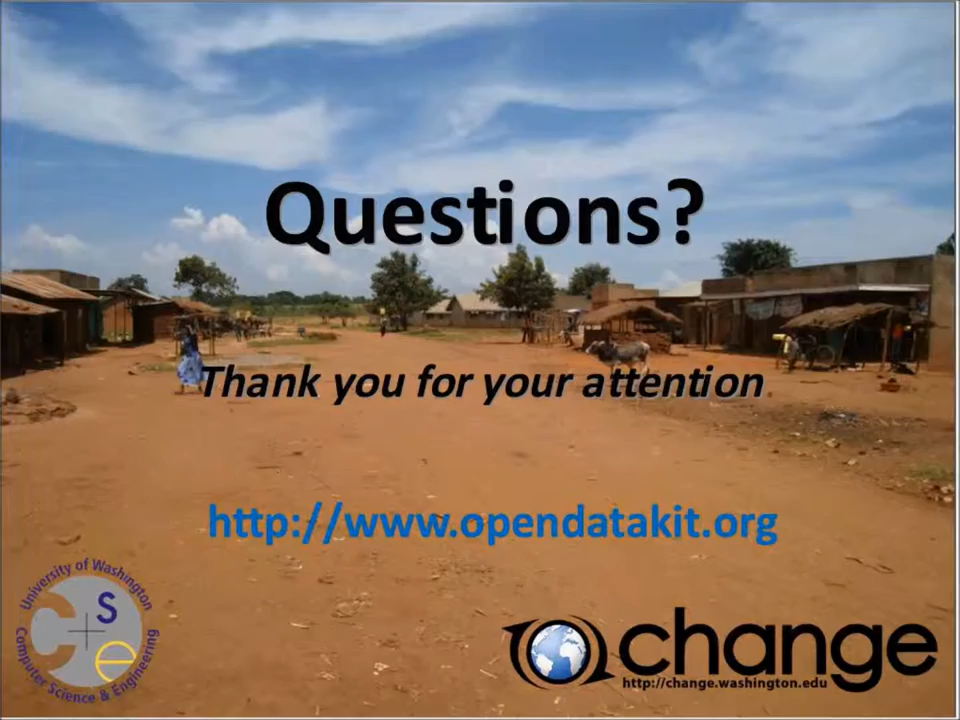 Questions?
Thank you for your attention
http://www.opendatakit.org
University of Washington
C S E
Computer Science & Engineering
change
http://change.washington.edu